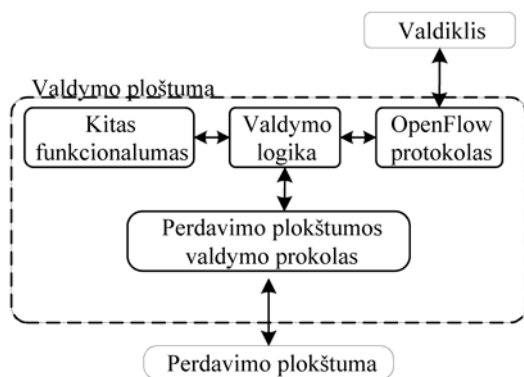 Valdiklis
Valdymo ploštuma
Kitas
funkcionalumas
Valdymo
logika
OpenFlow
protokolas
Perdavimo plokštumos
valdymo prokolas
Perdavimo plokštuma